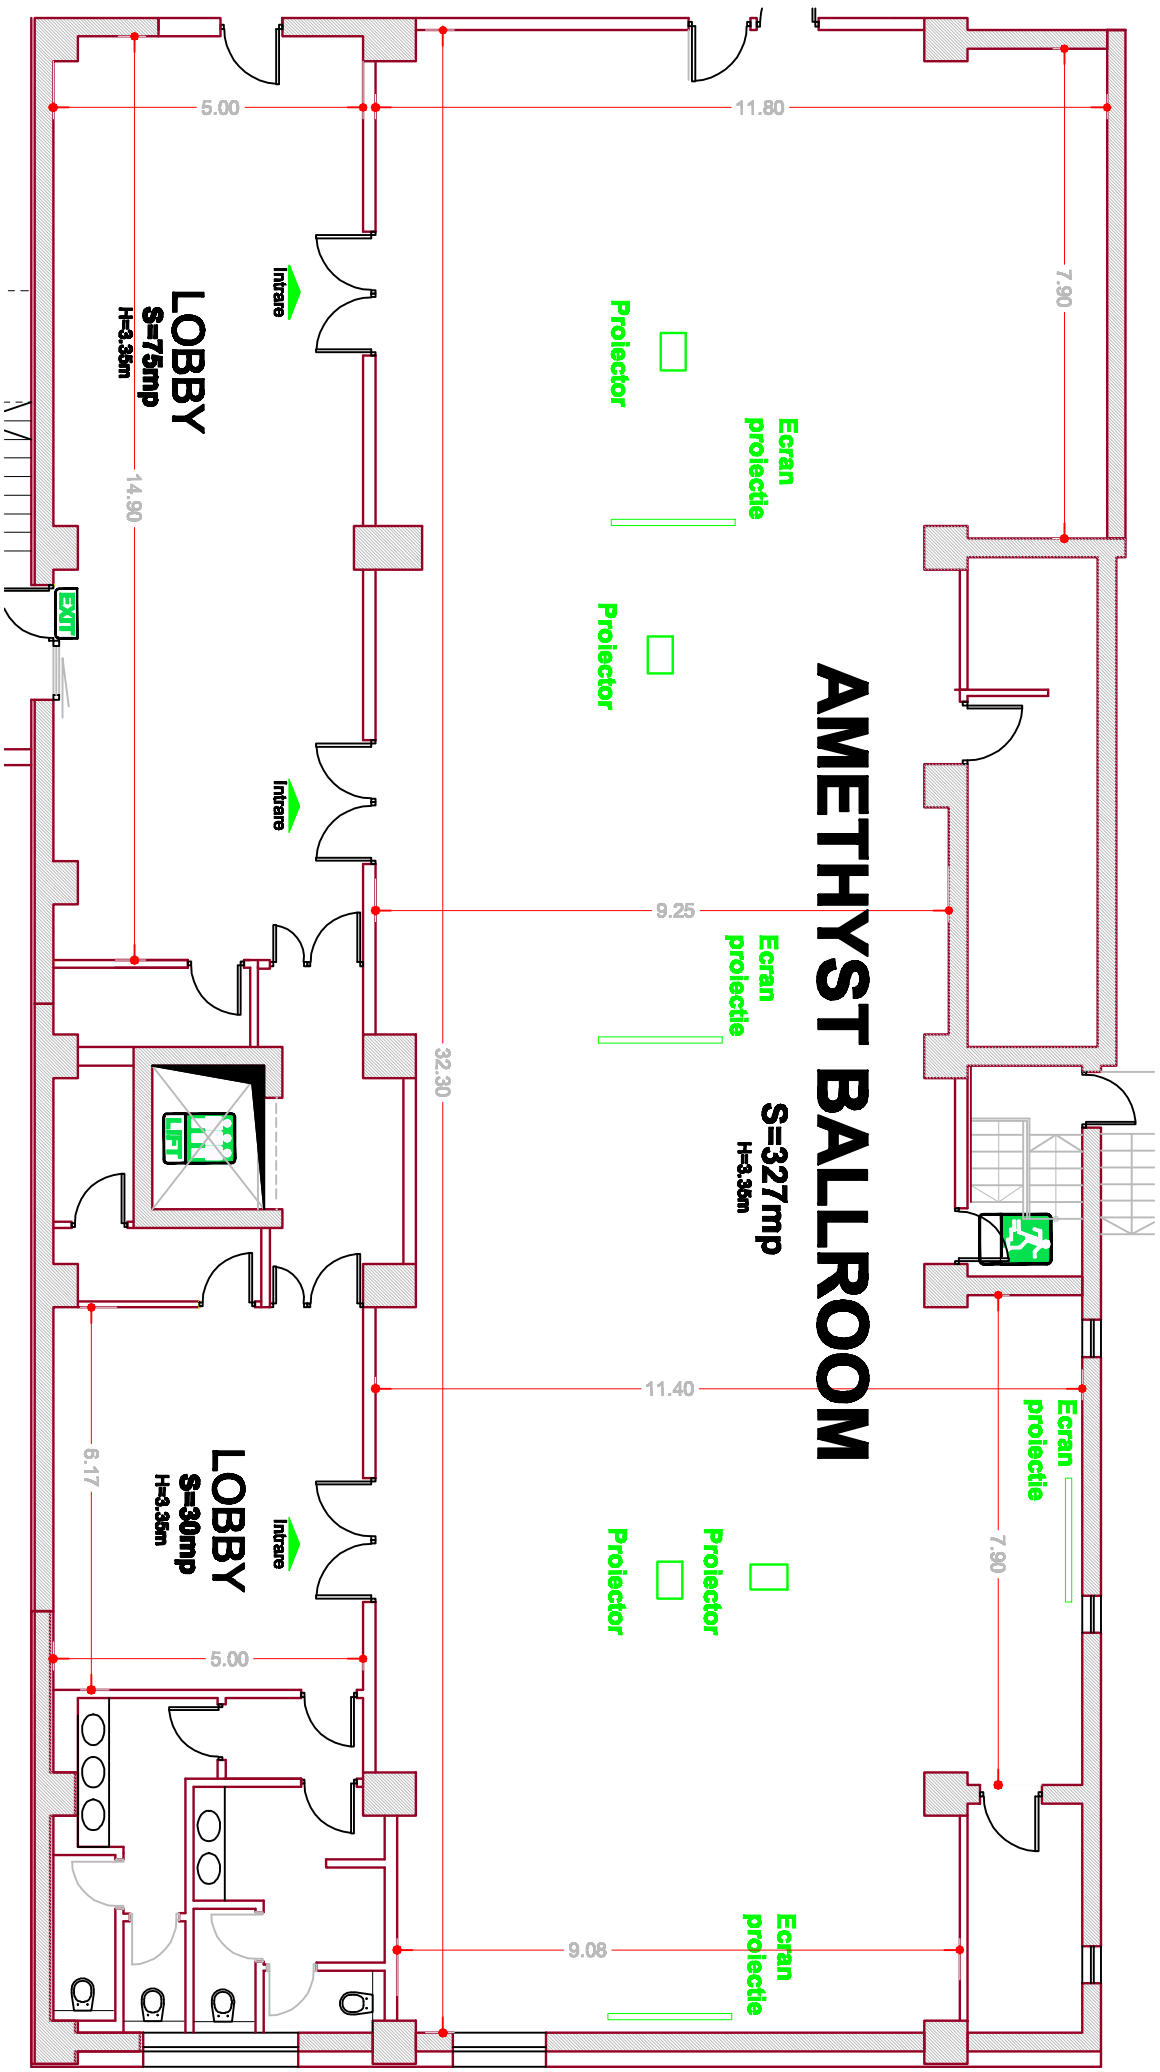 5.00
11.80
7.90
LOBBY
S=75mp
H=3.35m
14.90
Intrare
Proiector
Ecran
proiectie
EXIT
Proiector
AMETHYST BALLROOM
S=327mp
H=3.35m
Intrare
9.25
Ecran
proiectie
32.30
LIFT
11.40
Ecran
proiectie
6.17
LOBBY
S=30mp
H=3.35m
Intrare
Proiector
Proiector
7.90
5.00
9.08
Ecran
proiectie